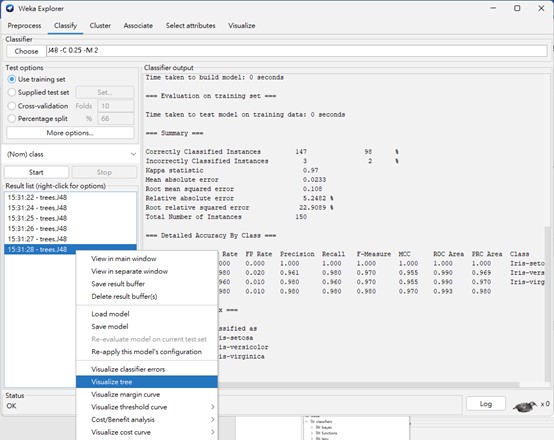 Weka Explorer
Preprocess Classify Cluster Associate Select attributes Visualize
Classifier
Choose J48 -C 0.25 -M 2
Test options
Use training set
Supplied test set Set...
Cross-validation Folds 10
Percentage split % 66
More options...
(Nom) class
Start Stop
Result list (right-click for options)
15:31:22 - trees.J48
15:31:24 - trees.J48
15:31:25 - trees.J48
15:31:26 - trees.J48
15:31:27 - trees.J48
15:31:28 - trees.J48
Classifier output
Time taken to build model: 0 seconds
=== Evaluation on training set ===
Time taken to test model on training data: 0 seconds
=== Summary ===
Correctly Classified Instances 147 98 %
Incorrectly Classified Instances 3 2 %
Kappa statistic 0.97
Mean absolute error 0.0233
Root mean squared error 0.108
Relative absolute error 5.2482 %
Root relative squared error 22.9089 %
Total Number of Instances 150
=== Detailed Accuracy By Class ===
Rate FP Rate Precision Recall F-Measure MCC ROC Area PRC Area Class
000 0.000 1.000 1.000 1.000 1.000 1.000 1.000 Iris-seto
980 0.020 0.961 0.980 0.970 0.955 0.990 0.969 Iris-vers
960 0.010 0.980 0.960 0.970 0.955 0.990 0.970 Iris-virg
980 0.010 0.980 0.980 0.980 0.970 0.993 0.980
x ===
assified as
is-setosa
is-versicolor
is-virginica
View in main window
View in separate window
Save result buffer
Delete result buffer(s)
Load model
Save model
Re-evaluate model on current test set
Re-apply this model's configuration
Visualize classifier errors
Visualize tree
Visualize margin curve
Visualize threshold curve
Cost/Benefit analysis
Visualize cost curve
Status
OK
Log x 0
classifiers
bayes
functions